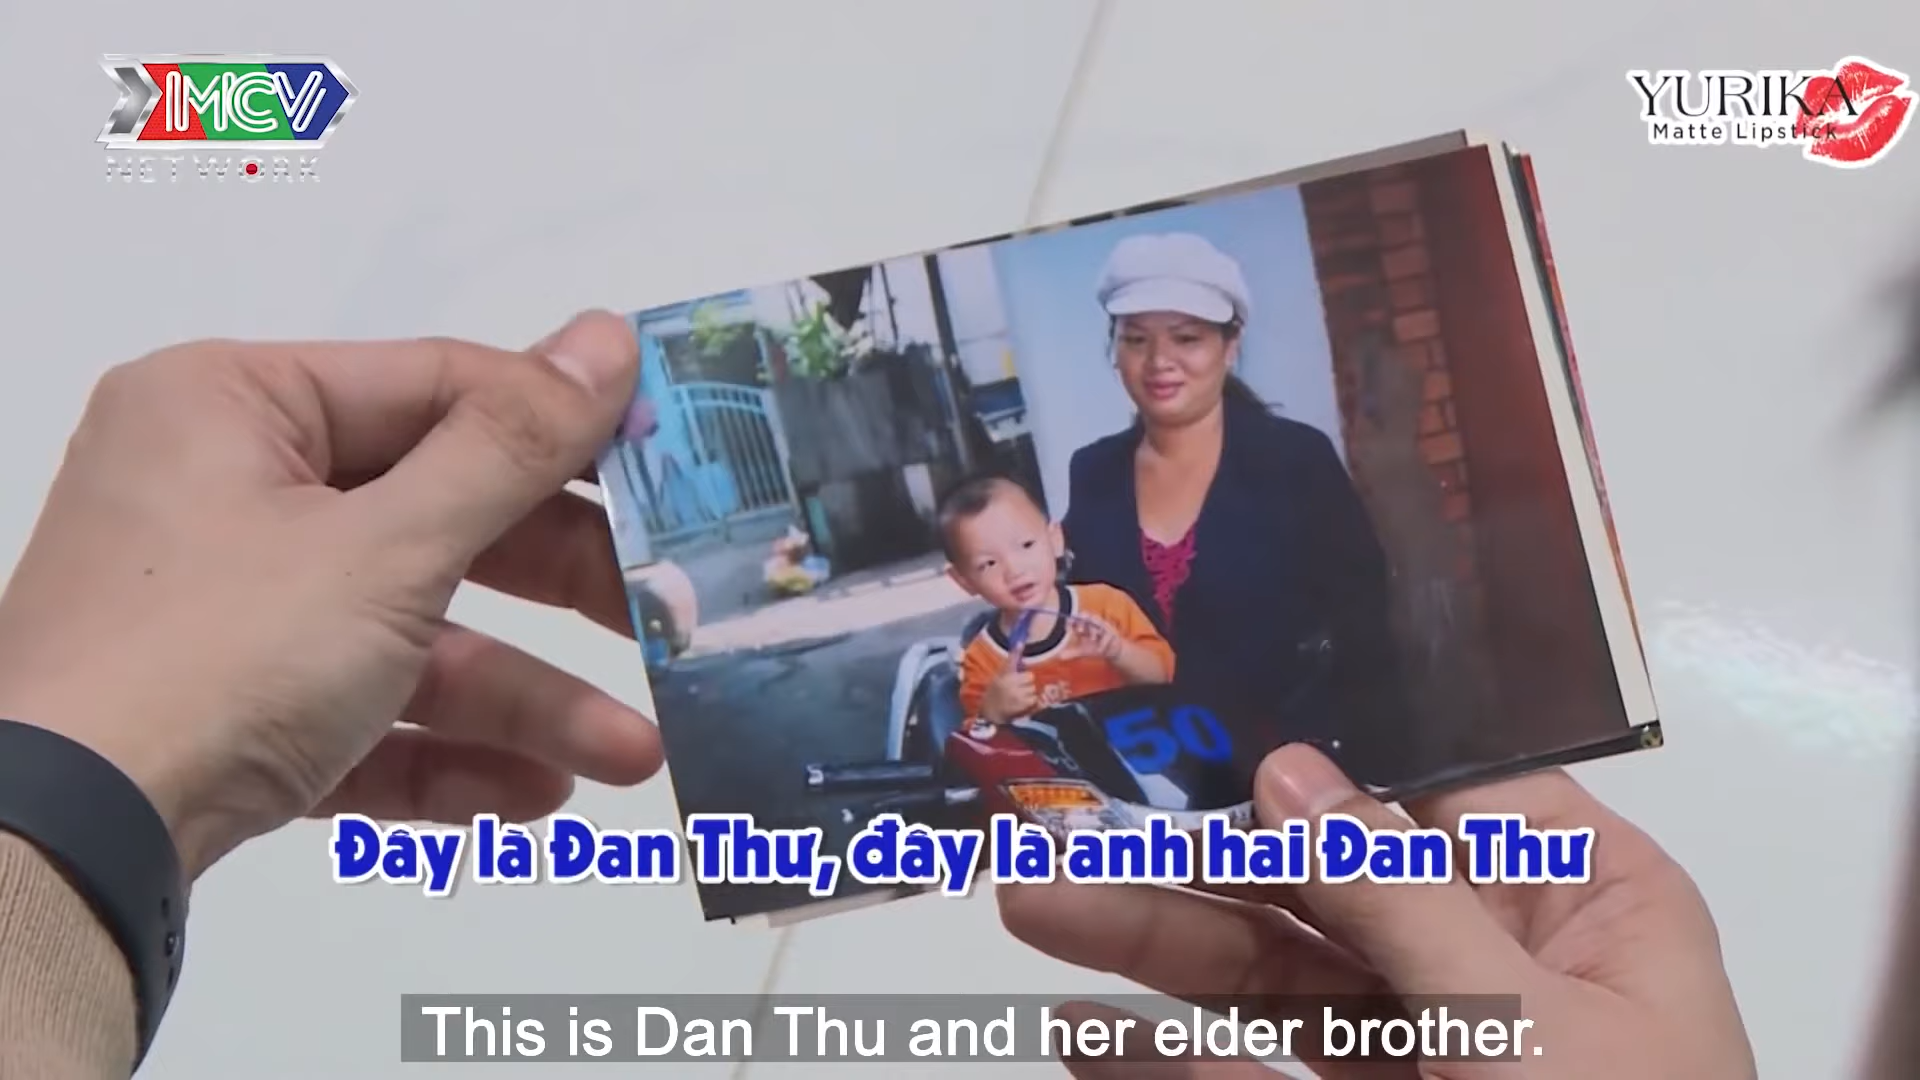 MCV
NETWORK
YURIKA
Matte Lipstick
50
Đây là Đan Thư, đây là anh hai Đan Thư
This is Dan Thu and her elder brother.